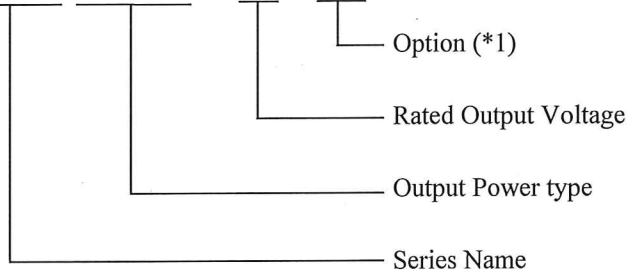 Option (*1)
Rated Output Voltage
Output Power type
Series Name